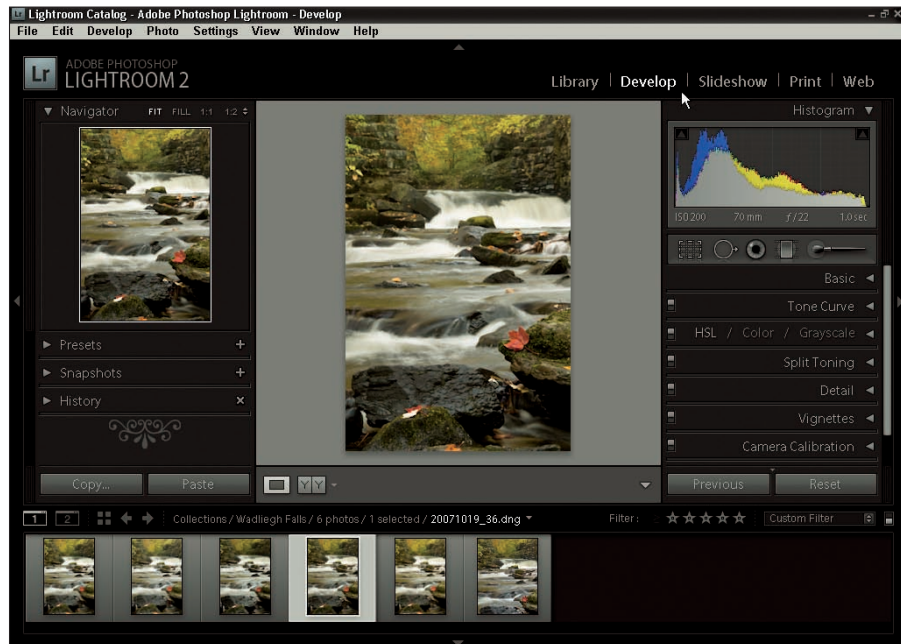 Lightroom Catalog - Adobe Photoshop Lightroom - Develop
File Edit Develop Photo Settings View Window Help
Lr
ADOBE PHOTOSHOP
LIGHTROOM 2
Library | Develop | Slideshow | Print | Web
Navigator FIT FILL 1:1 1:2
Histogram
ISO 200 70 mm f/22 1.0 sec
Basic
Tone Curve
HSL / Color / Grayscale
Split Toning
Detail
Vignettes
Camera Calibration
Presets +
Snapshots +
History ×
Copy... Paste
YY
Previous Reset
1 2 Collections / Wadliegh Falls / 6 photos / 1 selected / 20071019_36.dng
Filter: Custom Filter